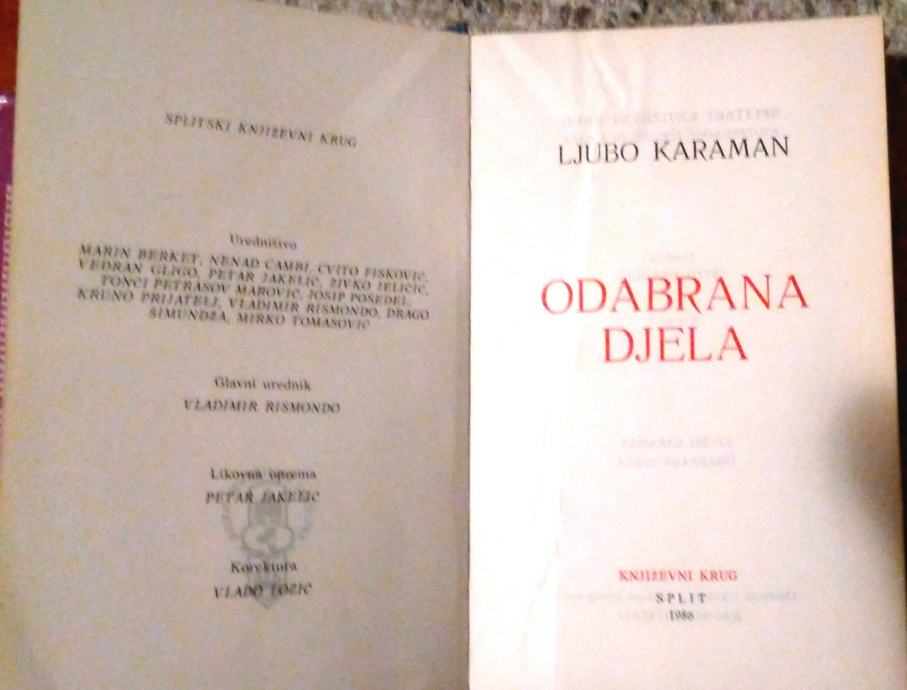 SPLITSKI KNJIŽEVNI KRUG
Uredništvo
MARIN BERKET, NENAD CAMBI, CVITO FISKOVIĆ,
VEDRAN GLIGO, PETAR JAKELIĆ, ŽIVKO JELIČIĆ,
TONČI PETRASOV MAROVIĆ, JOSIP POSEDEL,
KRUNO PRIJATELJ, VLADIMIR RISMONDO, DRAGO
ŠIMUNDŽA, MIRKO TOMASOVIĆ
Glavni urednik
VLADIMIR RISMONDO
Likovna oprema
PETAR JAKELIĆ
Korektura
VLADO LOZIĆ
LJUBO KARAMAN
ODABRANA
DJELA
KNJIŽEVNI KRUG
SPLIT
1986